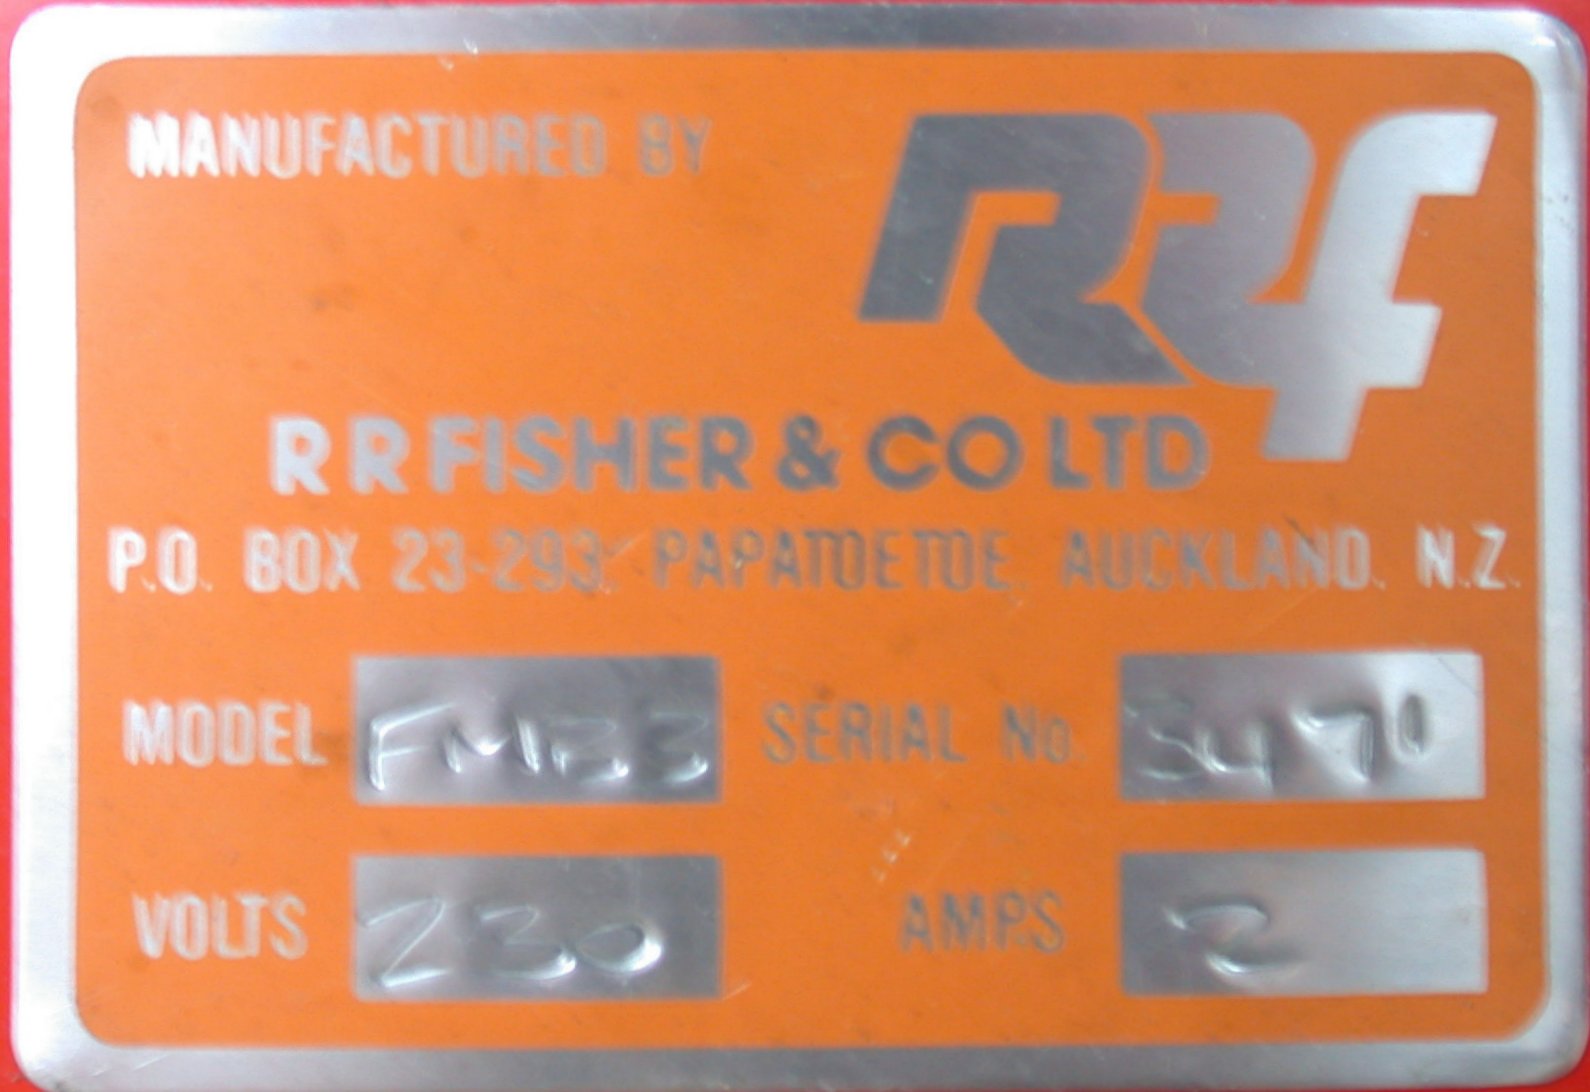 MANUFACTURED BY
RRf
R R FISHER & CO LTD
P.O. BOX 23-293, PAPATOETOE, AUCKLAND, N.Z.
MODEL FMB3 SERIAL No. 3470
VOLTS 230 AMPS 2